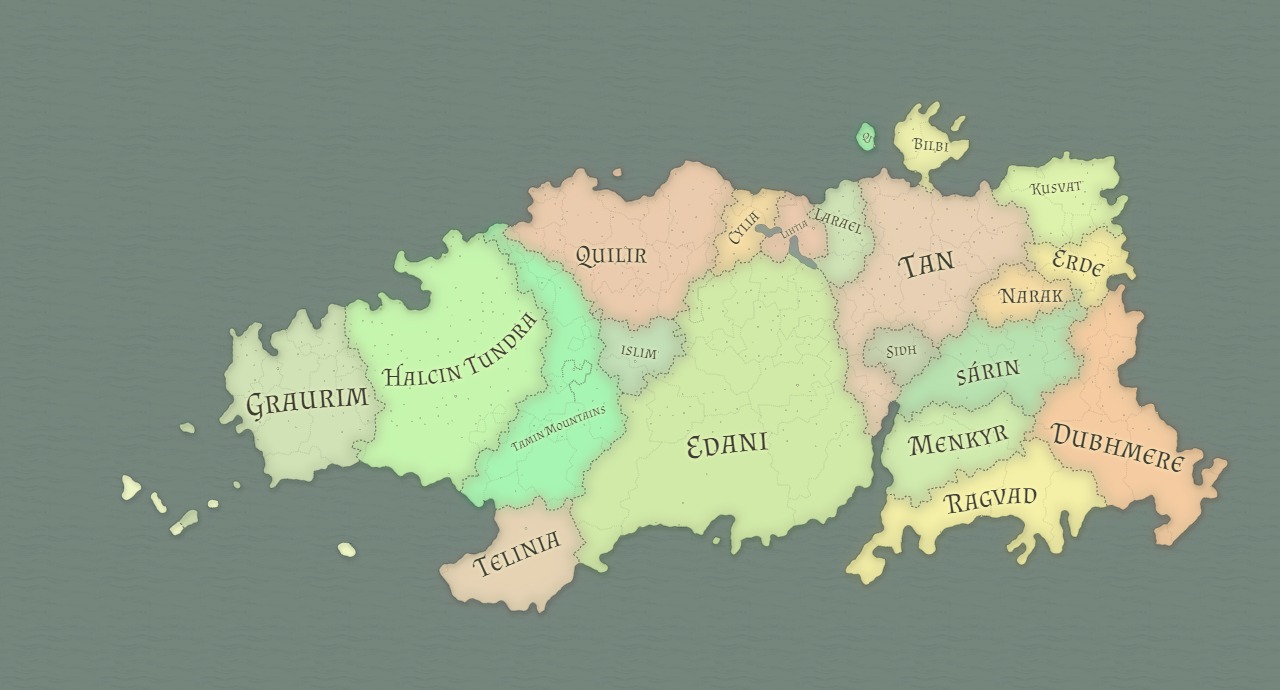 Qi
Bilbi
Kusvat
Quilir
Cylia
Larael
Tan
Erde
Narak
Graurim
Halcin Tundra
Islim
Sidh
Sárin
Tamin Mountains
Edani
Menkyr
Dubhmere
Ragvad
Telinia